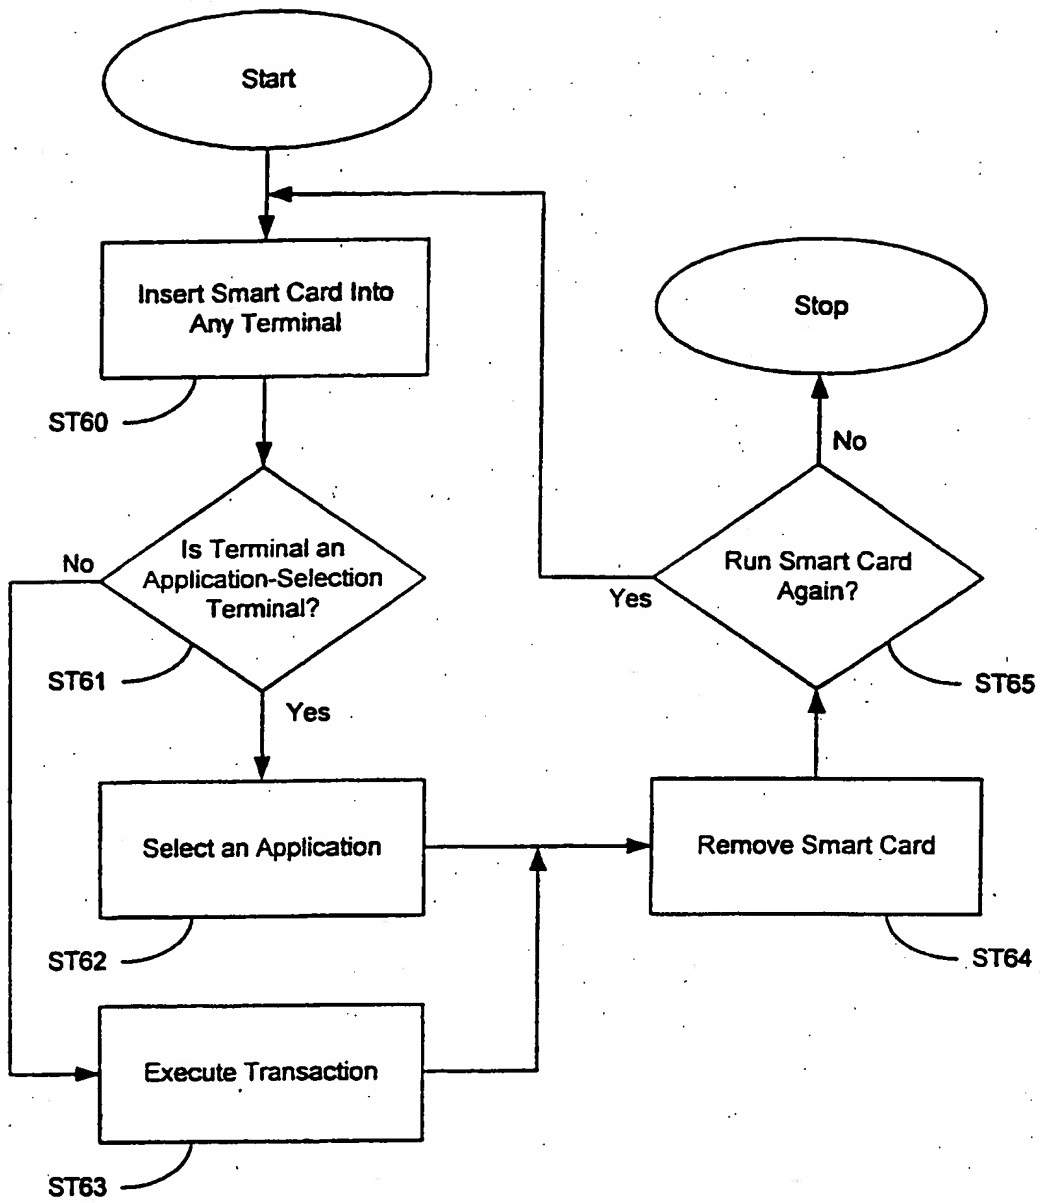 Start
Insert Smart Card Into
Any Terminal
ST60
Is Terminal an
Application-Selection
Terminal?
No
ST61
Yes
Select an Application
ST62
Execute Transaction
ST63
Stop
No
Run Smart Card
Again?
Yes
ST65
Remove Smart Card
ST64